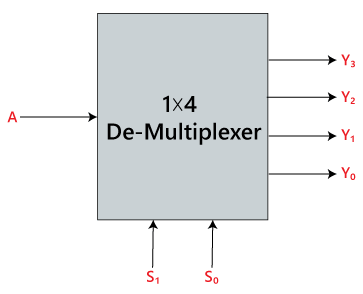 Y₃
1×4
Y₂
A
De-Multiplexer
Y₁
Y₀
S₁ S₀